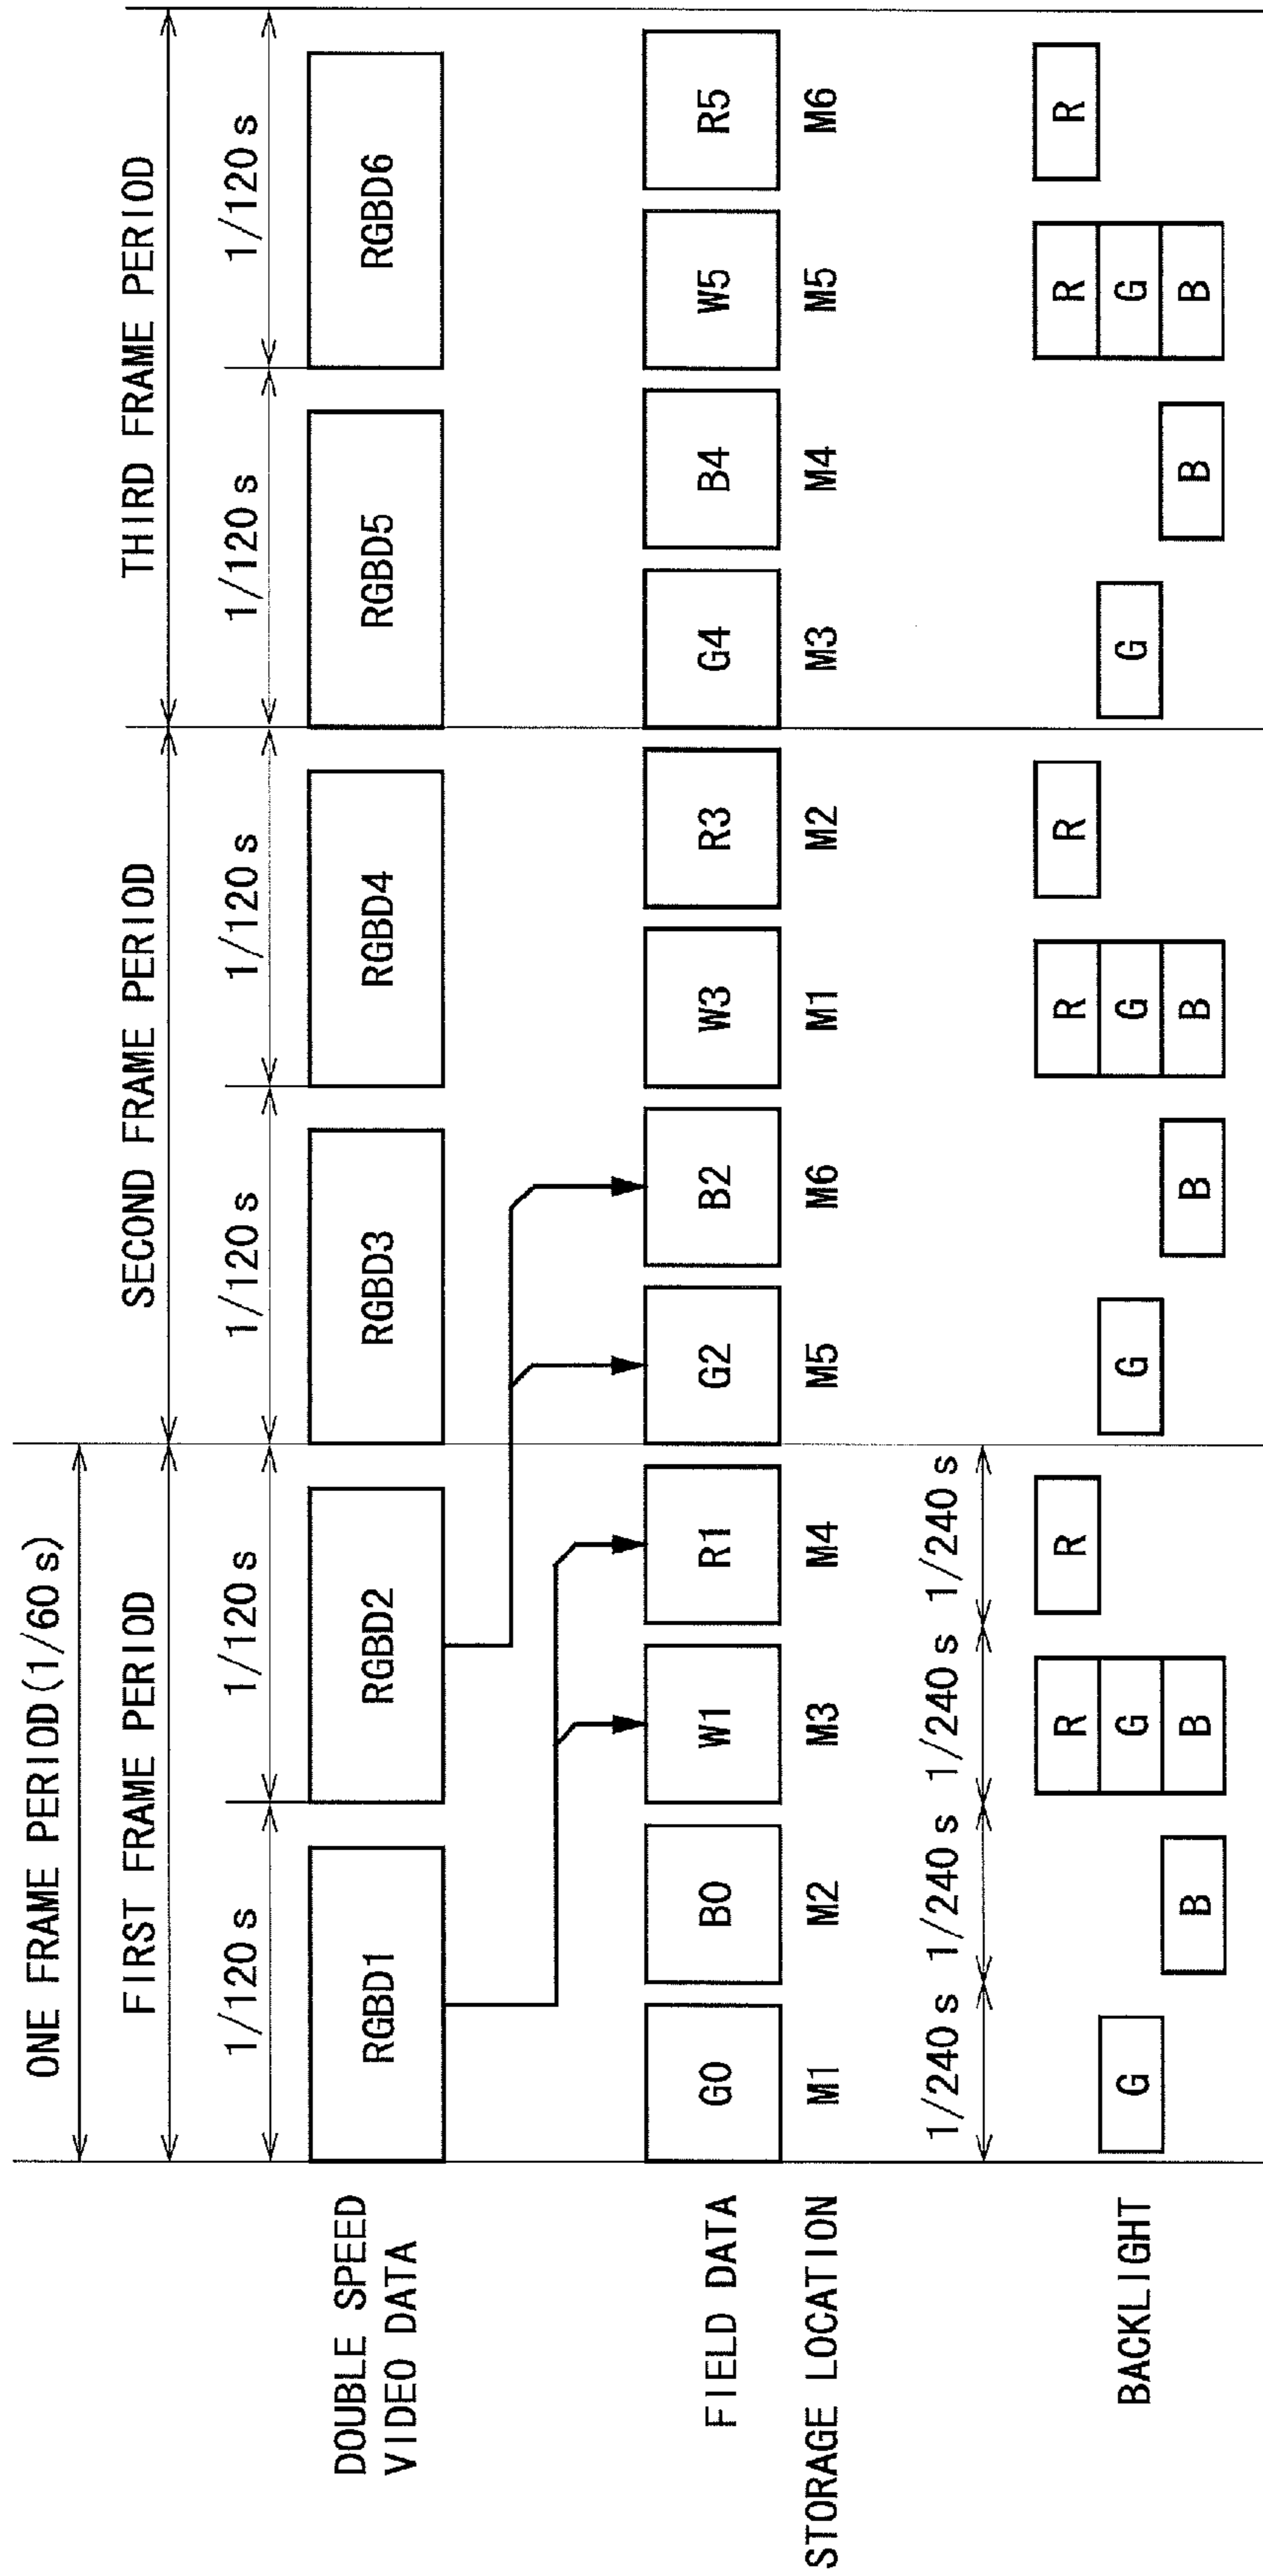 ONE FRAME PERIOD(1/60 s)
FIRST FRAME PERIOD SECOND FRAME PERIOD THIRD FRAME PERIOD
1/120 s 1/120 s 1/120 s 1/120 s 1/120 s 1/120 s
DOUBLE SPEED
VIDEO DATA
RGBD1 RGBD2 RGBD3 RGBD4 RGBD5 RGBD6
FIELD DATA G0 B0 W1 R1 G2 B2 W3 R3 G4 B4 W5 R5
STORAGE LOCATION M1 M2 M3 M4 M5 M6 M1 M2 M3 M4 M5 M6
1/240 s 1/240 s 1/240 s 1/240 s
R R R R R R
BACKLIGHT G G G G G G
B B B B B B